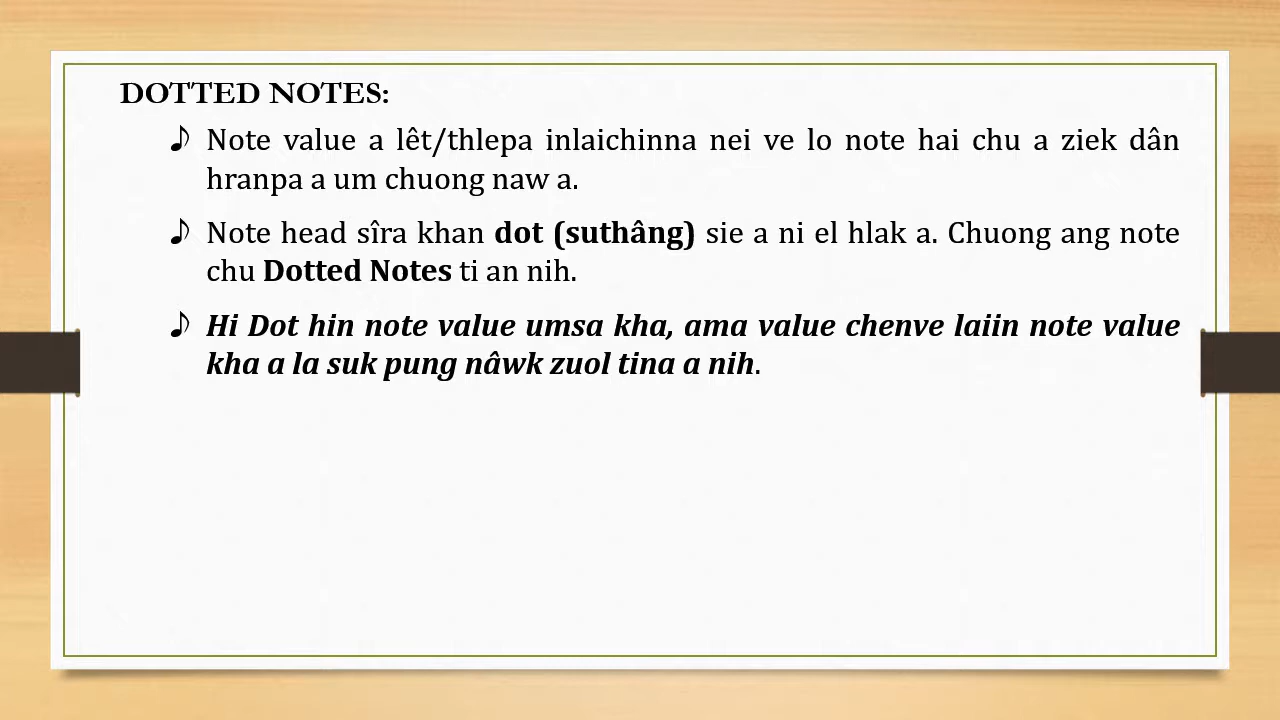 DOTTED NOTES:
♪ Note value a lêt/thlepa inlaichinna nei ve lo note hai chu a ziek dân
hranpa a um chuong naw a.
♪ Note head sîra khan dot (suthâng) sie a ni el hlak a. Chuong ang note
chu Dotted Notes ti an nih.
♪ Hi Dot hin note value umsa kha, ama value chenve laiin note value
kha a la suk pung nâwk zuol tina a nih.